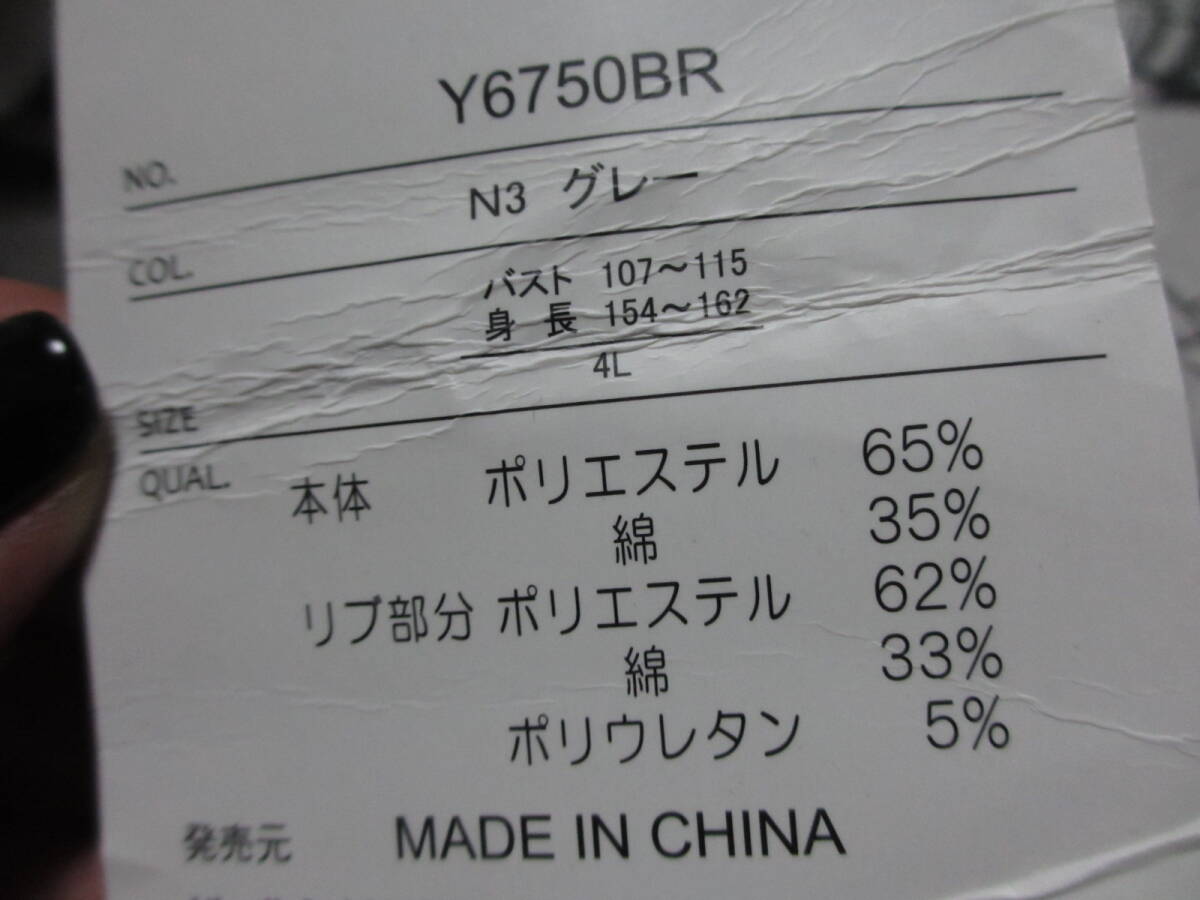 Y6750BR
NO.
N3 グレー
COL.
バスト 107〜115
身 長 154〜162
4L
SIZE
QUAL. 本体 ポリエステル 65%
綿 35%
リブ部分 ポリエステル 62%
綿 33%
ポリウレタン 5%
発売元 MADE IN CHINA